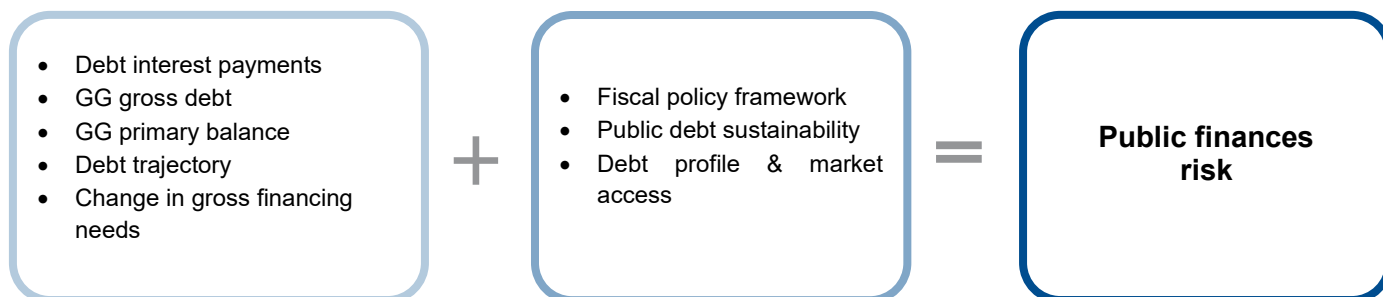 • Debt interest payments
• GG gross debt
• GG primary balance
• Debt trajectory
• Change in gross financing
needs
+
• Fiscal policy framework
• Public debt sustainability
• Debt profile & market
access
=
Public finances
risk